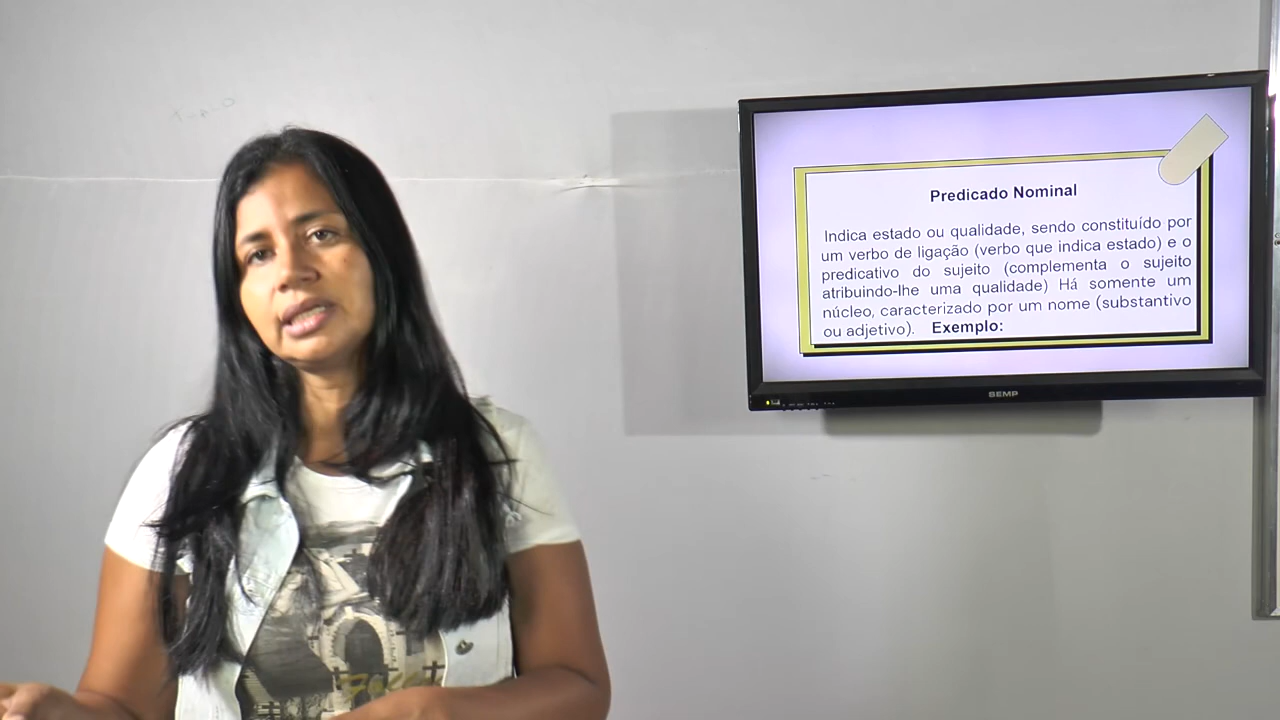 Predicado Nominal
Indica estado ou qualidade, sendo constituído por
um verbo de ligação (verbo que indica estado) e o
predicativo do sujeito (complementa o sujeito
atribuindo-lhe uma qualidade) Há somente um
núcleo, caracterizado por um nome (substantivo
ou adjetivo). Exemplo:
SEMP